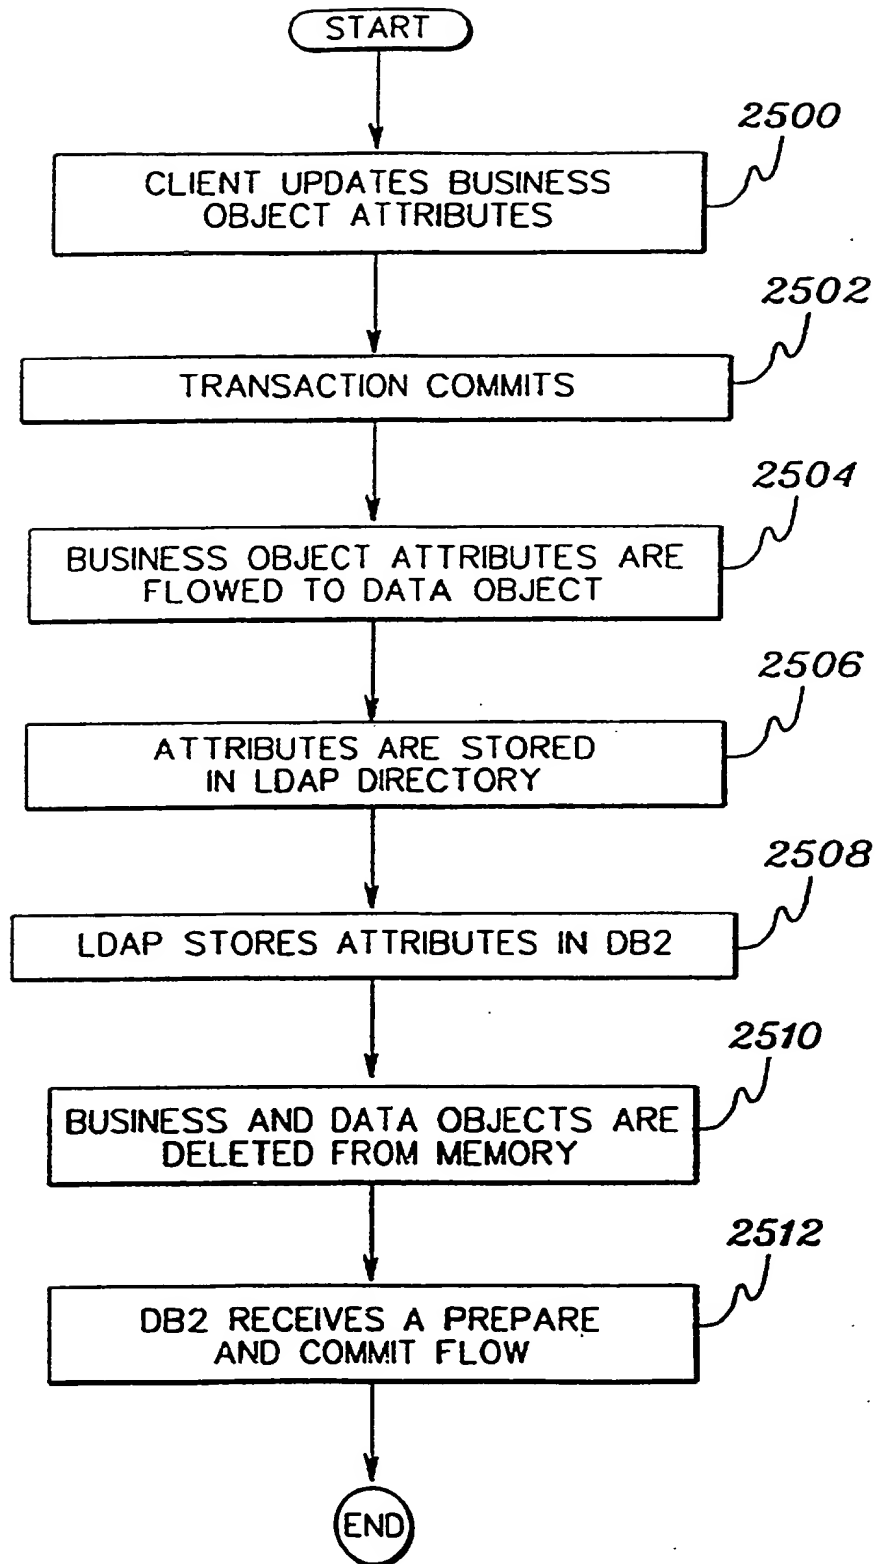 START
2500
CLIENT UPDATES BUSINESS
OBJECT ATTRIBUTES
2502
TRANSACTION COMMITS
2504
BUSINESS OBJECT ATTRIBUTES ARE
FLOWED TO DATA OBJECT
2506
ATTRIBUTES ARE STORED
IN LDAP DIRECTORY
2508
LDAP STORES ATTRIBUTES IN DB2
2510
BUSINESS AND DATA OBJECTS ARE
DELETED FROM MEMORY
2512
DB2 RECEIVES A PREPARE
AND COMMIT FLOW
END